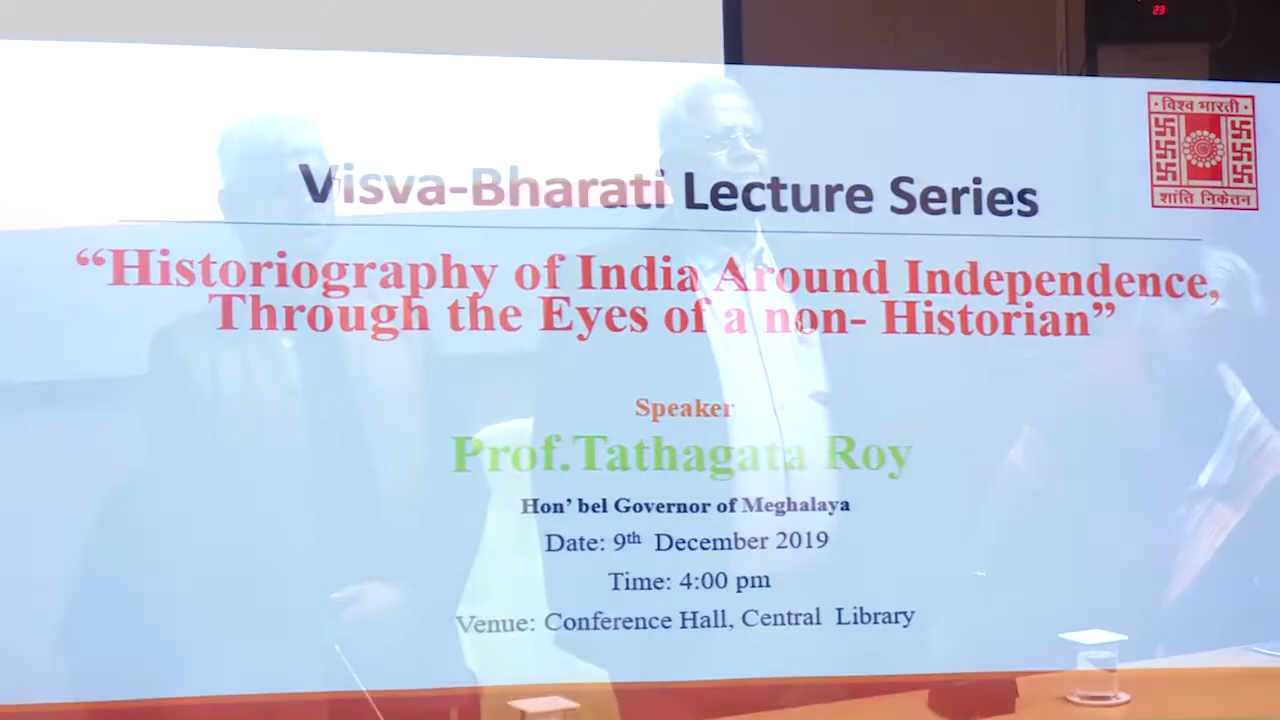 23
• विश्व भारती •
शांति निकेतन
Visva-Bharati Lecture Series
“Historiography of India Around Independence,
Through the Eyes of a non- Historian”
Speaker
Prof.Tathagata Roy
Hon’ bel Governor of Meghalaya
Date: 9th December 2019
Time: 4:00 pm
Venue: Conference Hall, Central Library